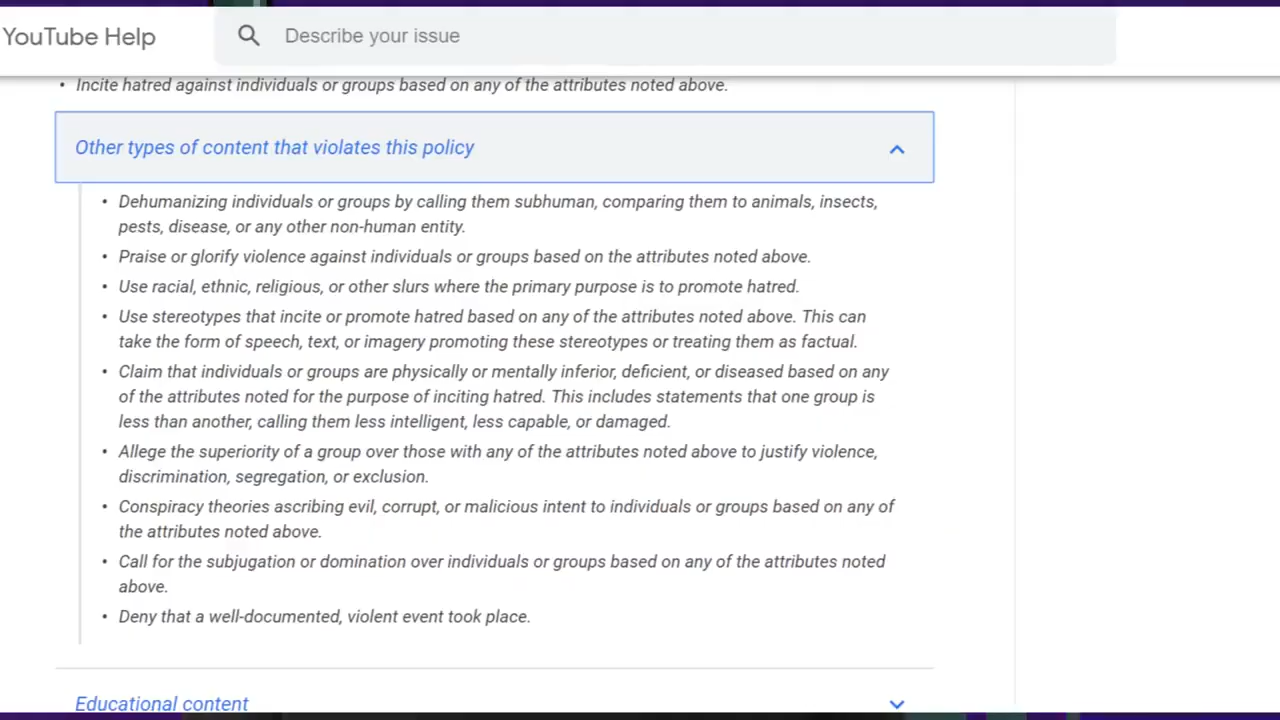 YouTube Help
Describe your issue
• Incite hatred against individuals or groups based on any of the attributes noted above.
Other types of content that violates this policy
• Dehumanizing individuals or groups by calling them subhuman, comparing them to animals, insects,
pests, disease, or any other non-human entity.
• Praise or glorify violence against individuals or groups based on the attributes noted above.
• Use racial, ethnic, religious, or other slurs where the primary purpose is to promote hatred.
• Use stereotypes that incite or promote hatred based on any of the attributes noted above. This can
take the form of speech, text, or imagery promoting these stereotypes or treating them as factual.
• Claim that individuals or groups are physically or mentally inferior, deficient, or diseased based on any
of the attributes noted for the purpose of inciting hatred. This includes statements that one group is
less than another, calling them less intelligent, less capable, or damaged.
• Allege the superiority of a group over those with any of the attributes noted above to justify violence,
discrimination, segregation, or exclusion.
• Conspiracy theories ascribing evil, corrupt, or malicious intent to individuals or groups based on any of
the attributes noted above.
• Call for the subjugation or domination over individuals or groups based on any of the attributes noted
above.
• Deny that a well-documented, violent event took place.
Educational content